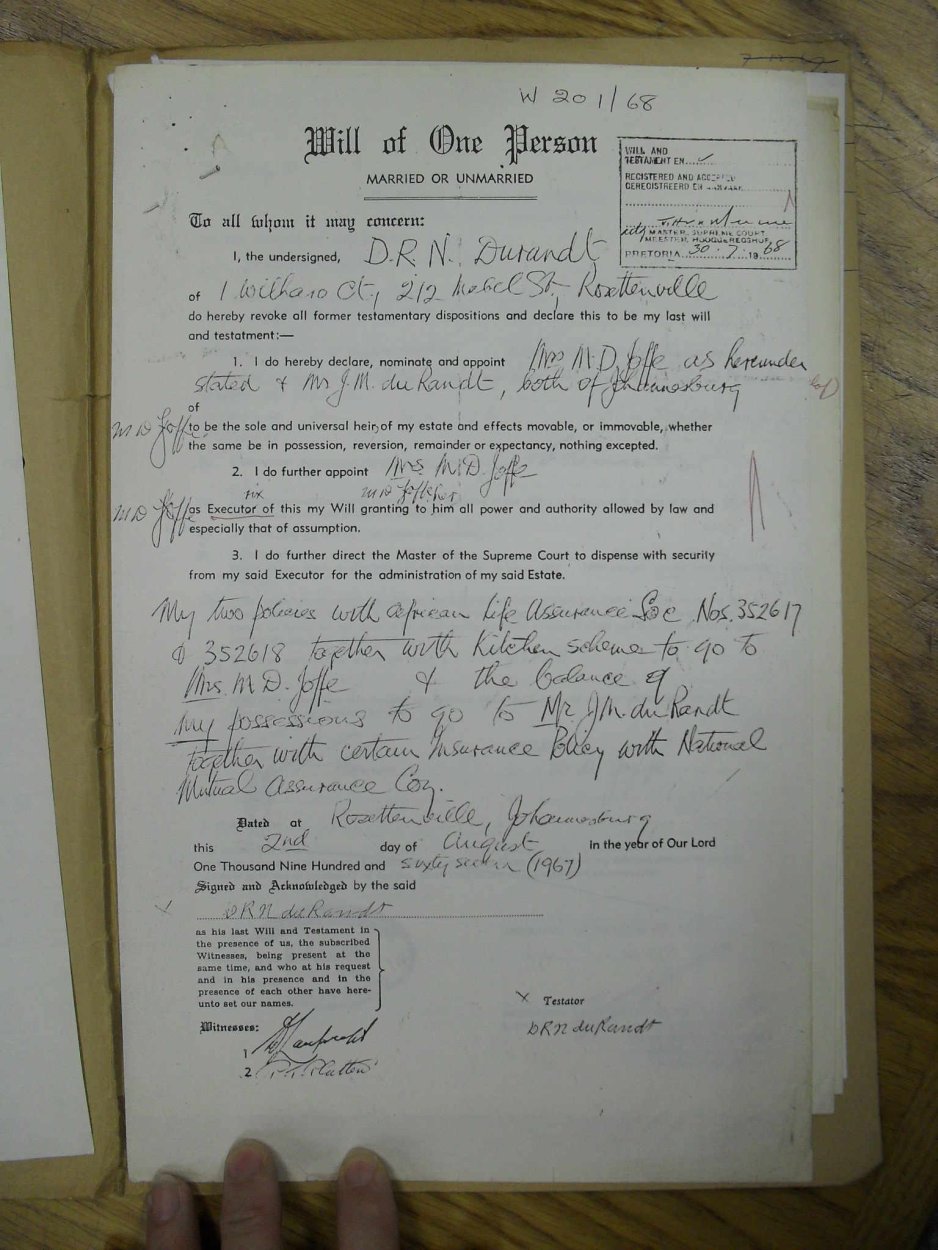 W 201/68
Will of One Person
MARRIED OR UNMARRIED
WILL AND
TESTAMENT EN
REGISTERED AND
GEREGISTREERD EN
MASTER, SUPREME COURT
MEESTER, HOOGGEREGSHOF
PRETORIA 30.7.1968
To all whom it may concern:
I, the undersigned, D.R.N. Durandt
of 1 Ct, 212 Mabel St, Rosettenville
do hereby revoke all former testamentary dispositions and declare this to be my last will
and testatment:—
1. I do hereby declare, nominate and appoint Mrs M.D. Joffe as hereunder
stated & Mr J.M. du Randt, both of Johannesburg
of
M D Joffe to be the sole and universal heirs of my estate and effects movable, or immovable, whether
the same be in possession, reversion, remainder or expectancy, nothing excepted.
2. I do further appoint Mrs. M.D. Joffe
rix M D Joffe her
M D Joffe as Executor of this my Will granting to him all power and authority allowed by law and
especially that of assumption.
3. I do further direct the Master of the Supreme Court to dispense with security
from my said Executor for the administration of my said Estate.
My two policies with African Life Assurance Soc Nos. 352617
& 352618 together with Kitchen scheme to go to
Mrs. M D. Joffe & the balance of
my possessions to go to Mr. J.M. du Randt
together with certain Insurance Policy with National
Mutual Assurance Coy.
Dated at Rosettenville, Johannesburg
this 2nd day of August in the year of Our Lord
One Thousand Nine Hundred and sixty seven (1967)
Signed and Acknowledged by the said
X D R N du Randt
as his last Will and Testament in
the presence of us, the subscribed
Witnesses, being present at the
same time, and who at his request
and in his presence and in the
presence of each other have here-
unto set our names.
X Testator
D R N du Randt
Witnesses:
1
2